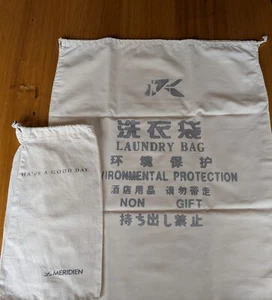 洗衣袋
LAUNDRY BAG
环境保护
VIRONMENTAL PROTECTION
酒店用品 请勿带走
NON GIFT
持ち出し禁止
HAVE A GOOD DAY
MERIDIEN